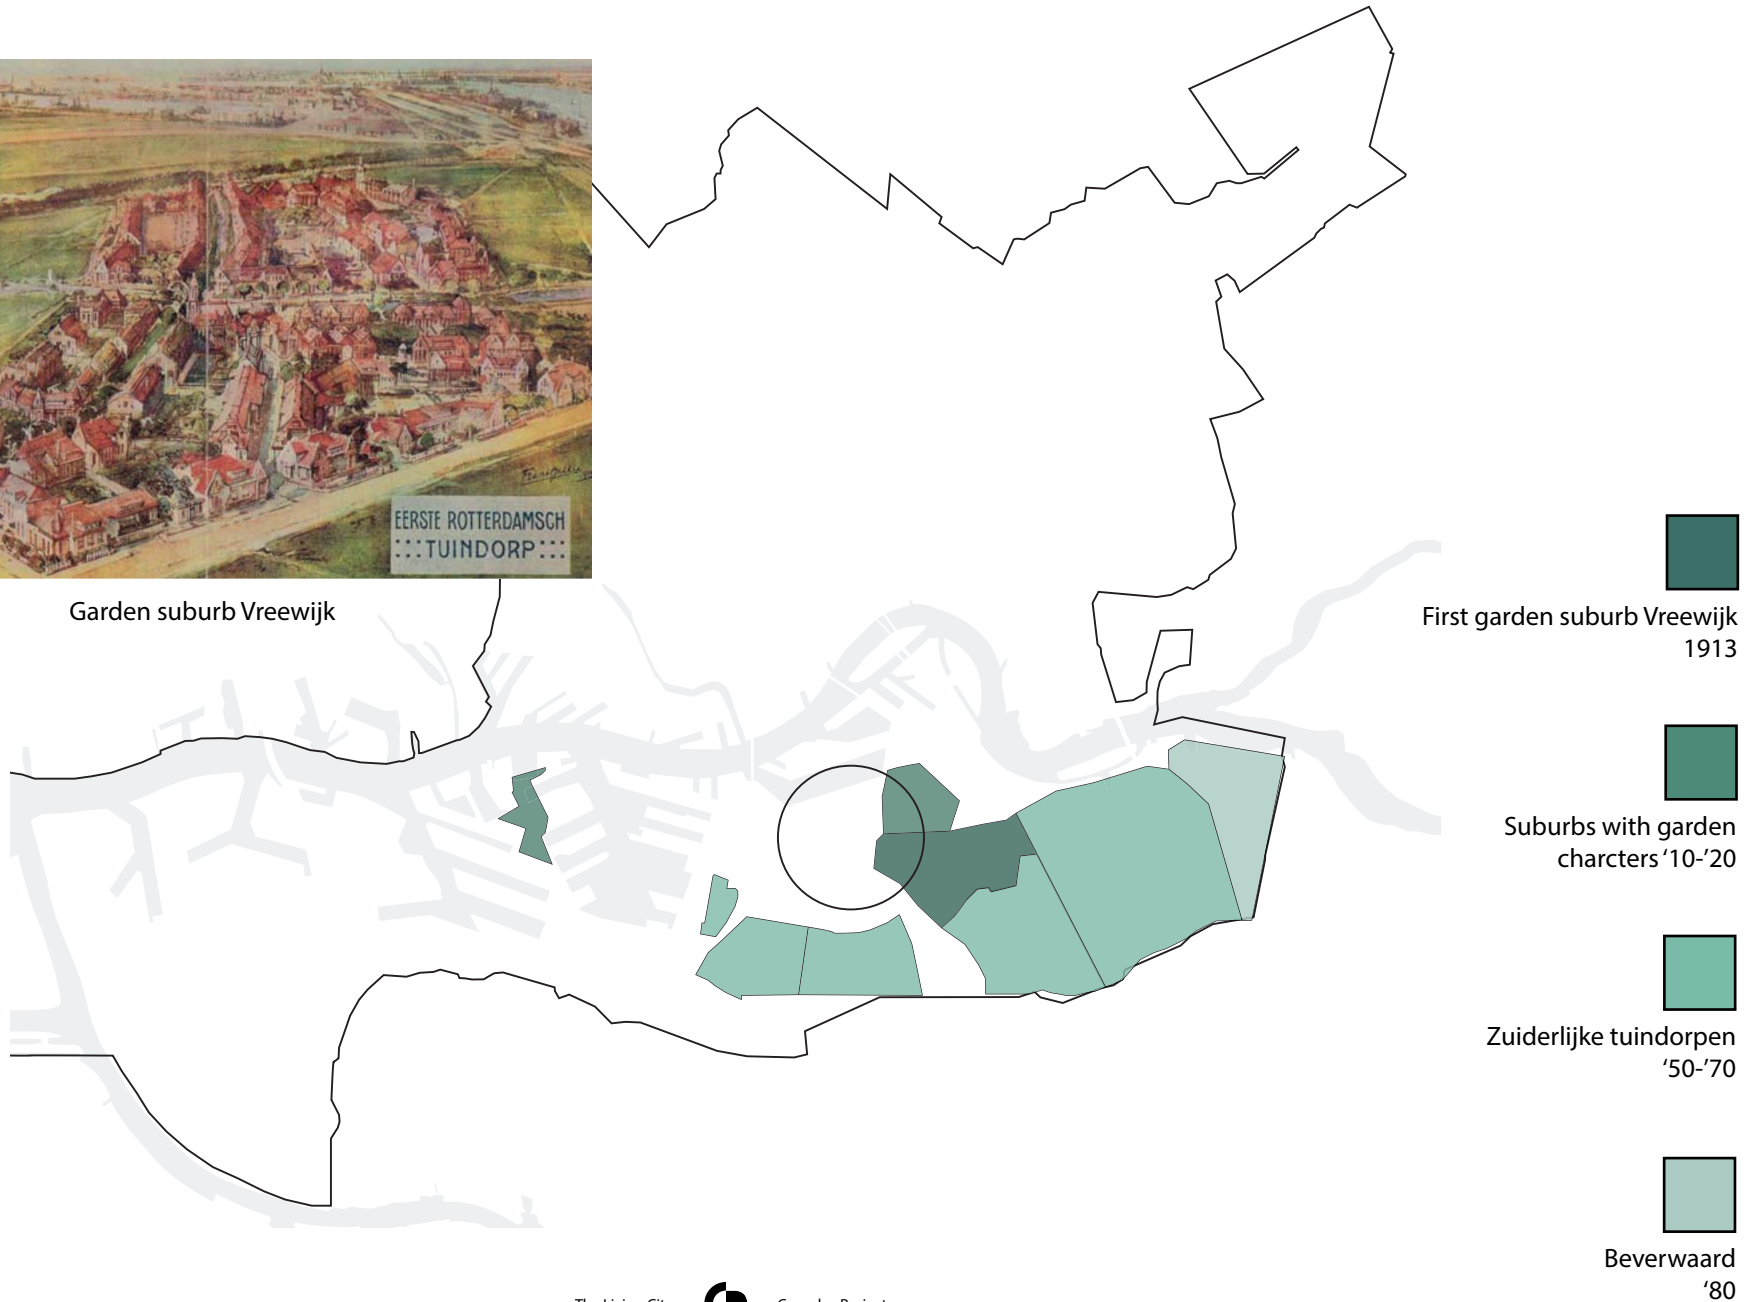 EERSTE ROTTERDAMSCH
:::TUINDORP:::
Garden suburb Vreewijk
First garden suburb Vreewijk
1913
Suburbs with garden
charcters '10-'20
Zuiderlijke tuindorpen
'50-'70
Beverwaard
'80